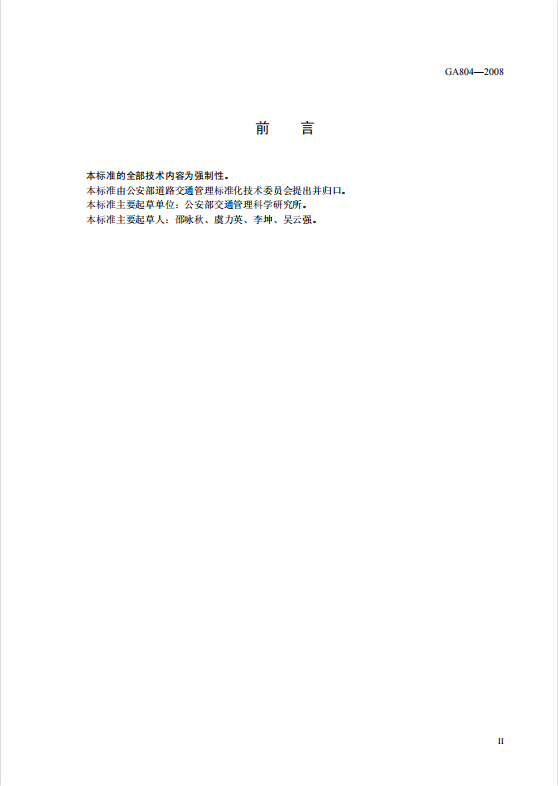 GA804—2008
前 言
本标准的全部技术内容为强制性。
本标准由公安部道路交通管理标准化技术委员会提出并归口。
本标准主要起草单位：公安部交通管理科学研究所。
本标准主要起草人：邵咏秋、虞力英、李坤、吴云强。
II